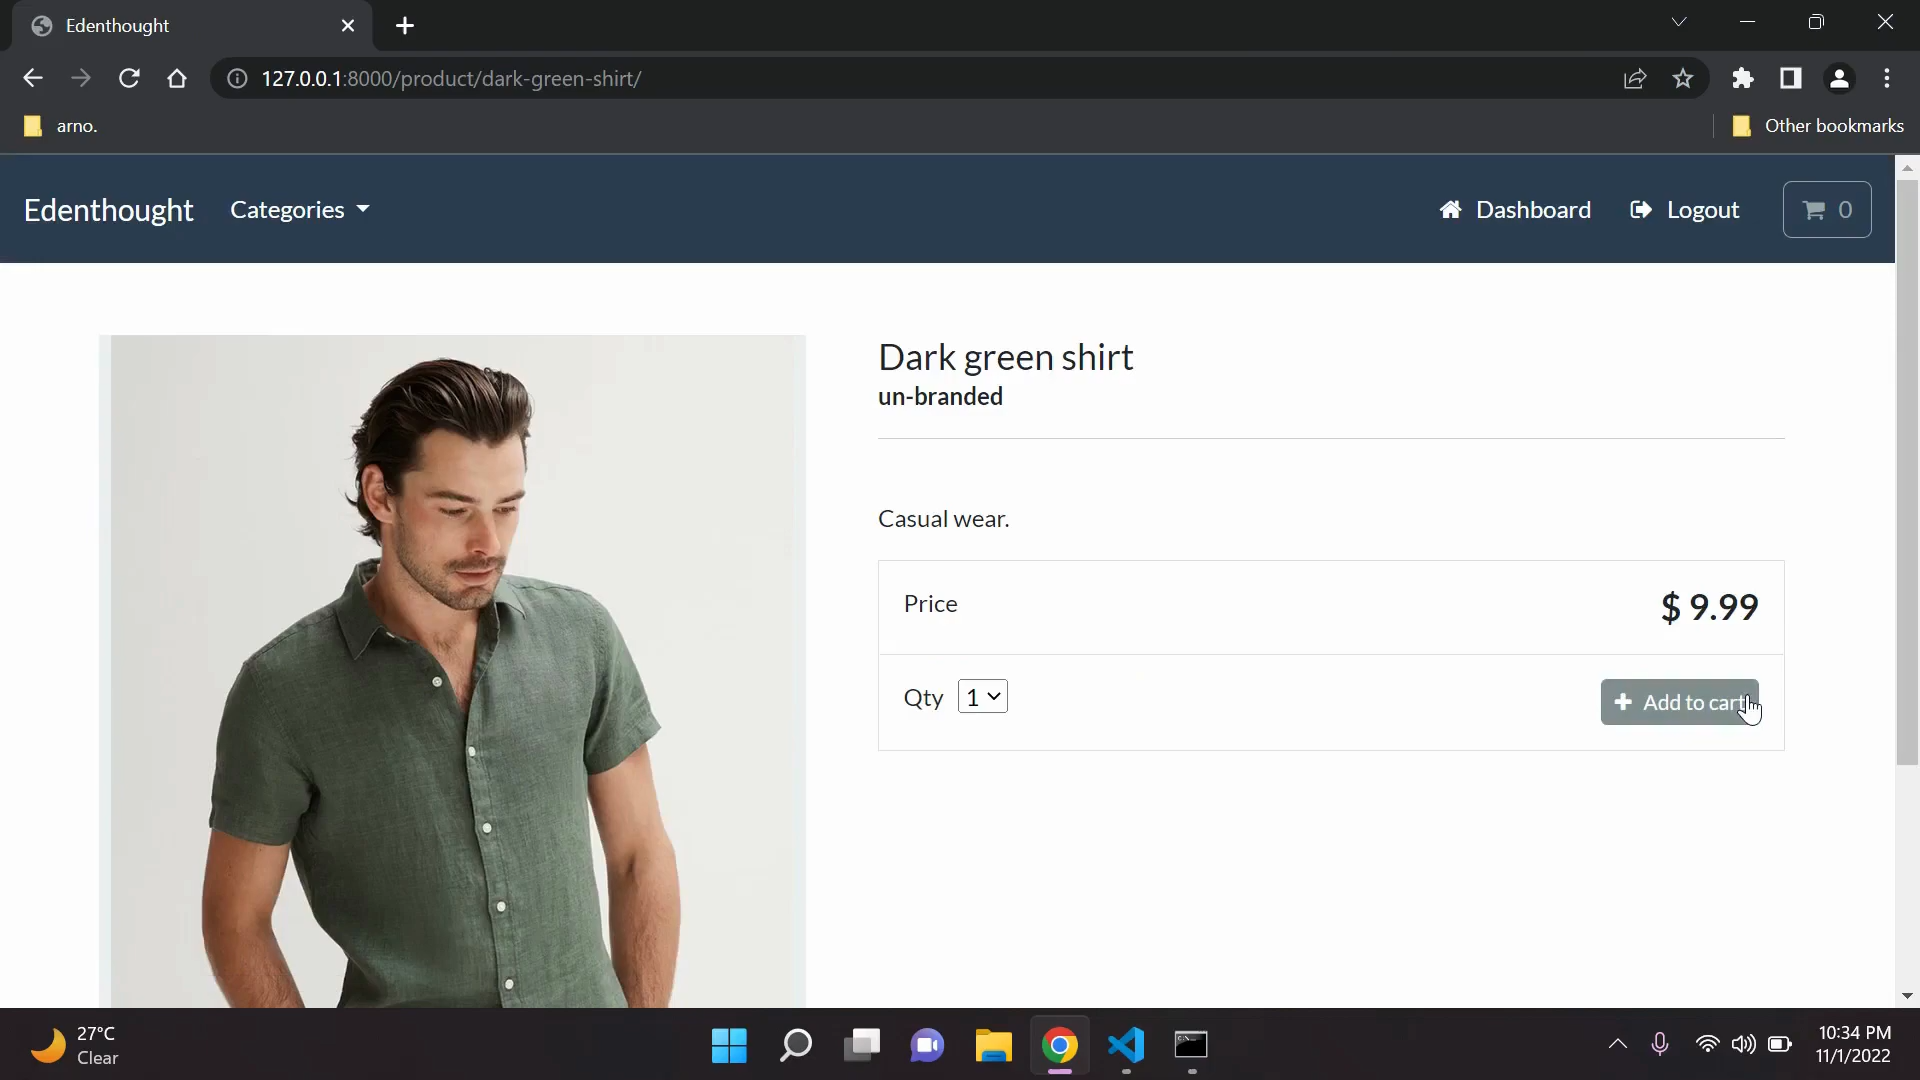 Edenthought
127.0.0.1:8000/product/dark-green-shirt/
arno.
Other bookmarks
Edenthought
Categories
Dashboard
Logout
0
Dark green shirt
un-branded
Casual wear.
Price
$ 9.99
Qty
1
Add to cart
27°C
Clear
10:34 PM
11/1/2022